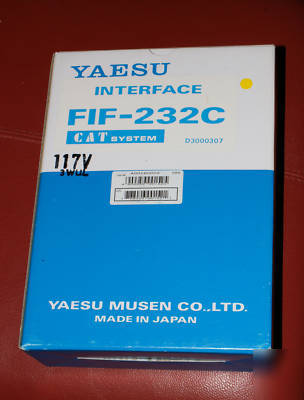 YAESU
INTERFACE
FIF-232C
CAT SYSTEM
D3000307
117V
YAESU MUSEN CO.,LTD.
MADE IN JAPAN